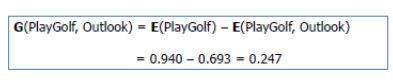 G(PlayGolf, Outlook) = E(PlayGolf) – E(PlayGolf, Outlook)
= 0.940 – 0.693 = 0.247